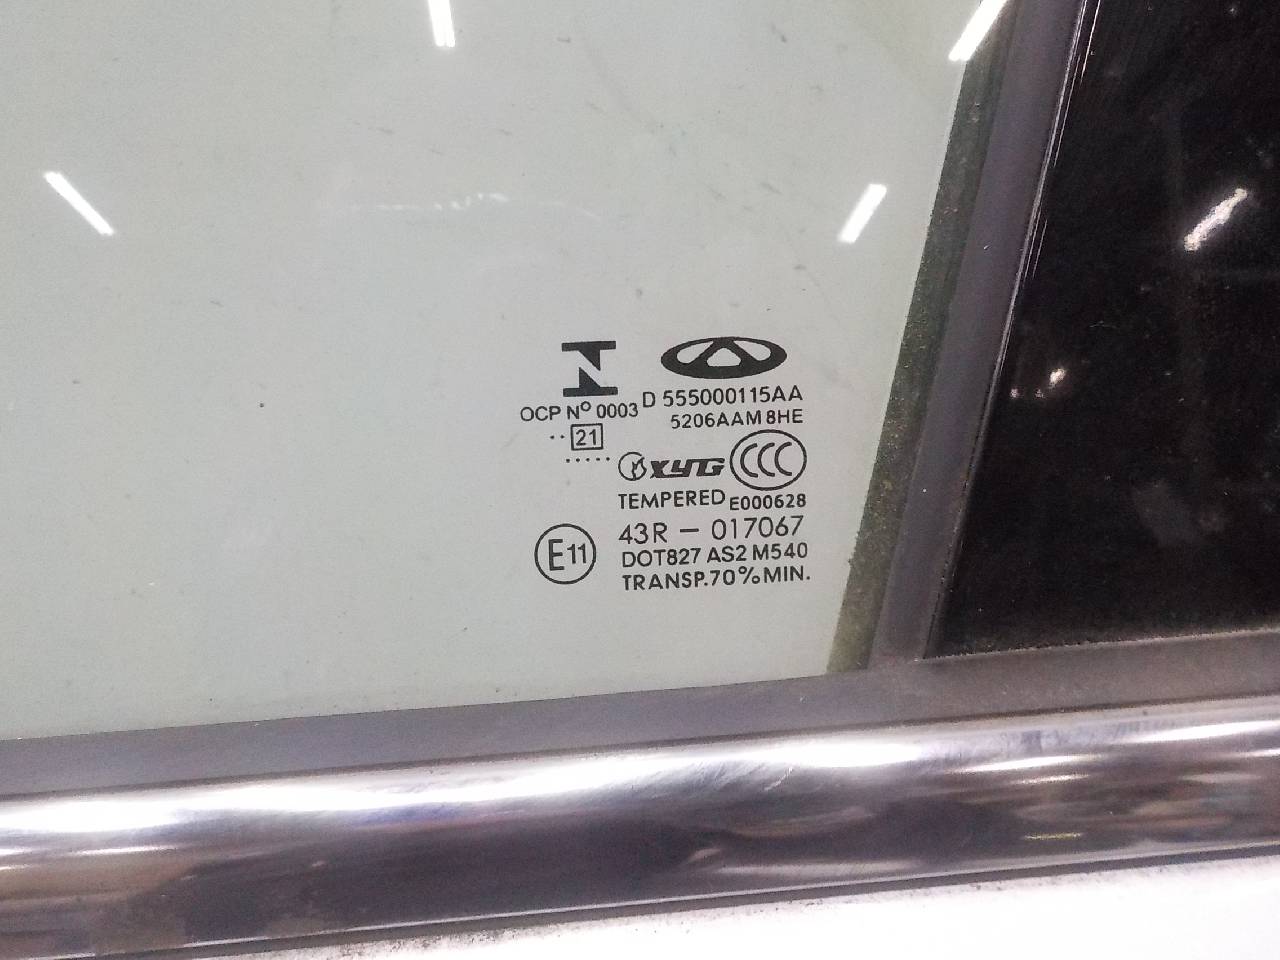 N
D 555000115AA
OCP Nº 0003
5206AAM 8HE
··21
·····
XYG CCC
TEMPERED E000628
43R – 017067
E11
DOT827 AS2 M540
TRANSP.70%MIN.